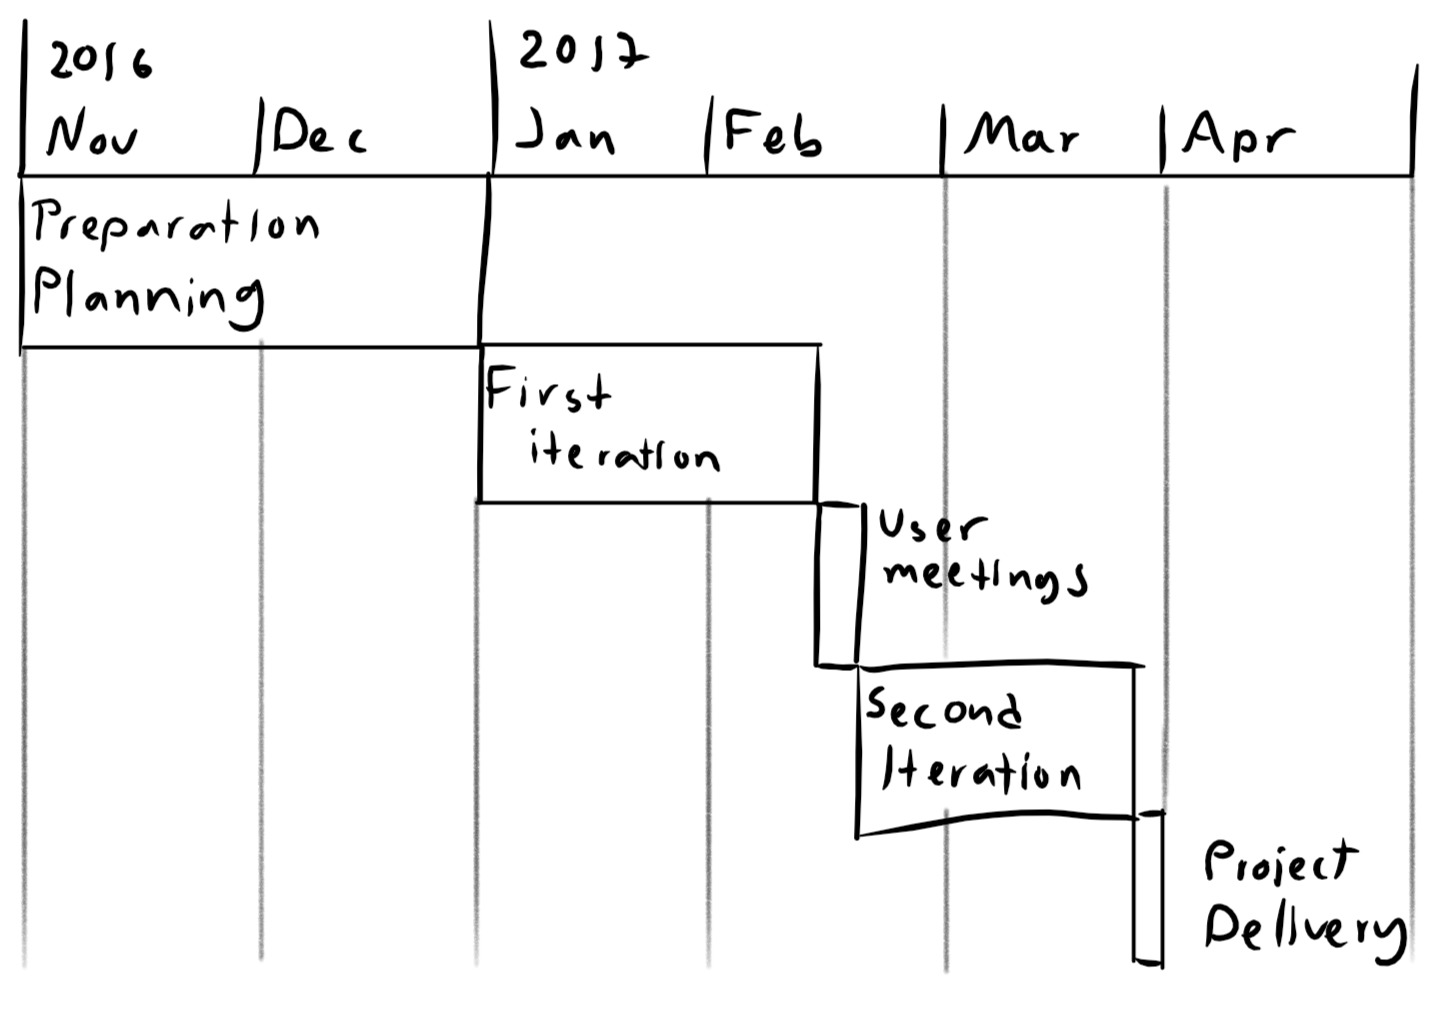 2016
2017
Nov
Dec
Jan
Feb
Mar
Apr
Preparation
Planning
First
iteration
User
meetings
Second
Iteration
Project
Delivery